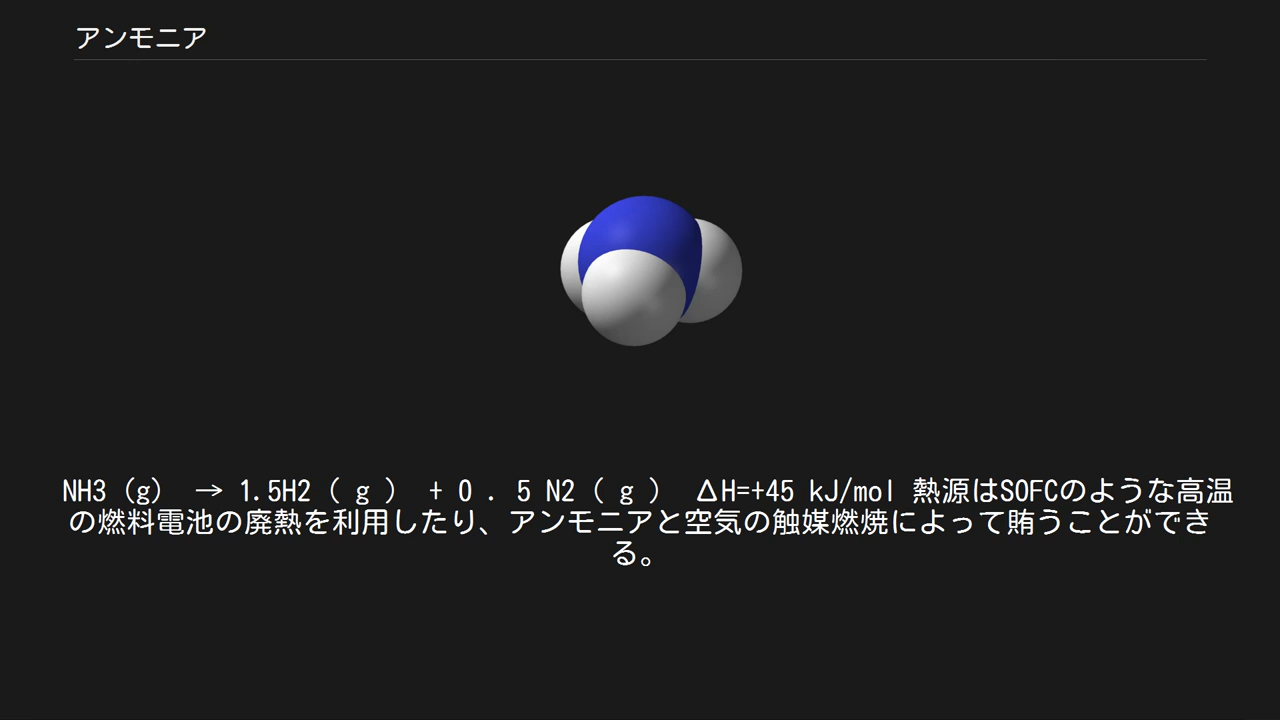 アンモニア
NH3（g） → 1.5H2（ g ） + 0 . 5 N2（ g ） ΔH=+45 kJ/mol 熱源はSOFCのような高温
の燃料電池の廃熱を利用したり、アンモニアと空気の触媒燃焼によって賄うことができ
る。